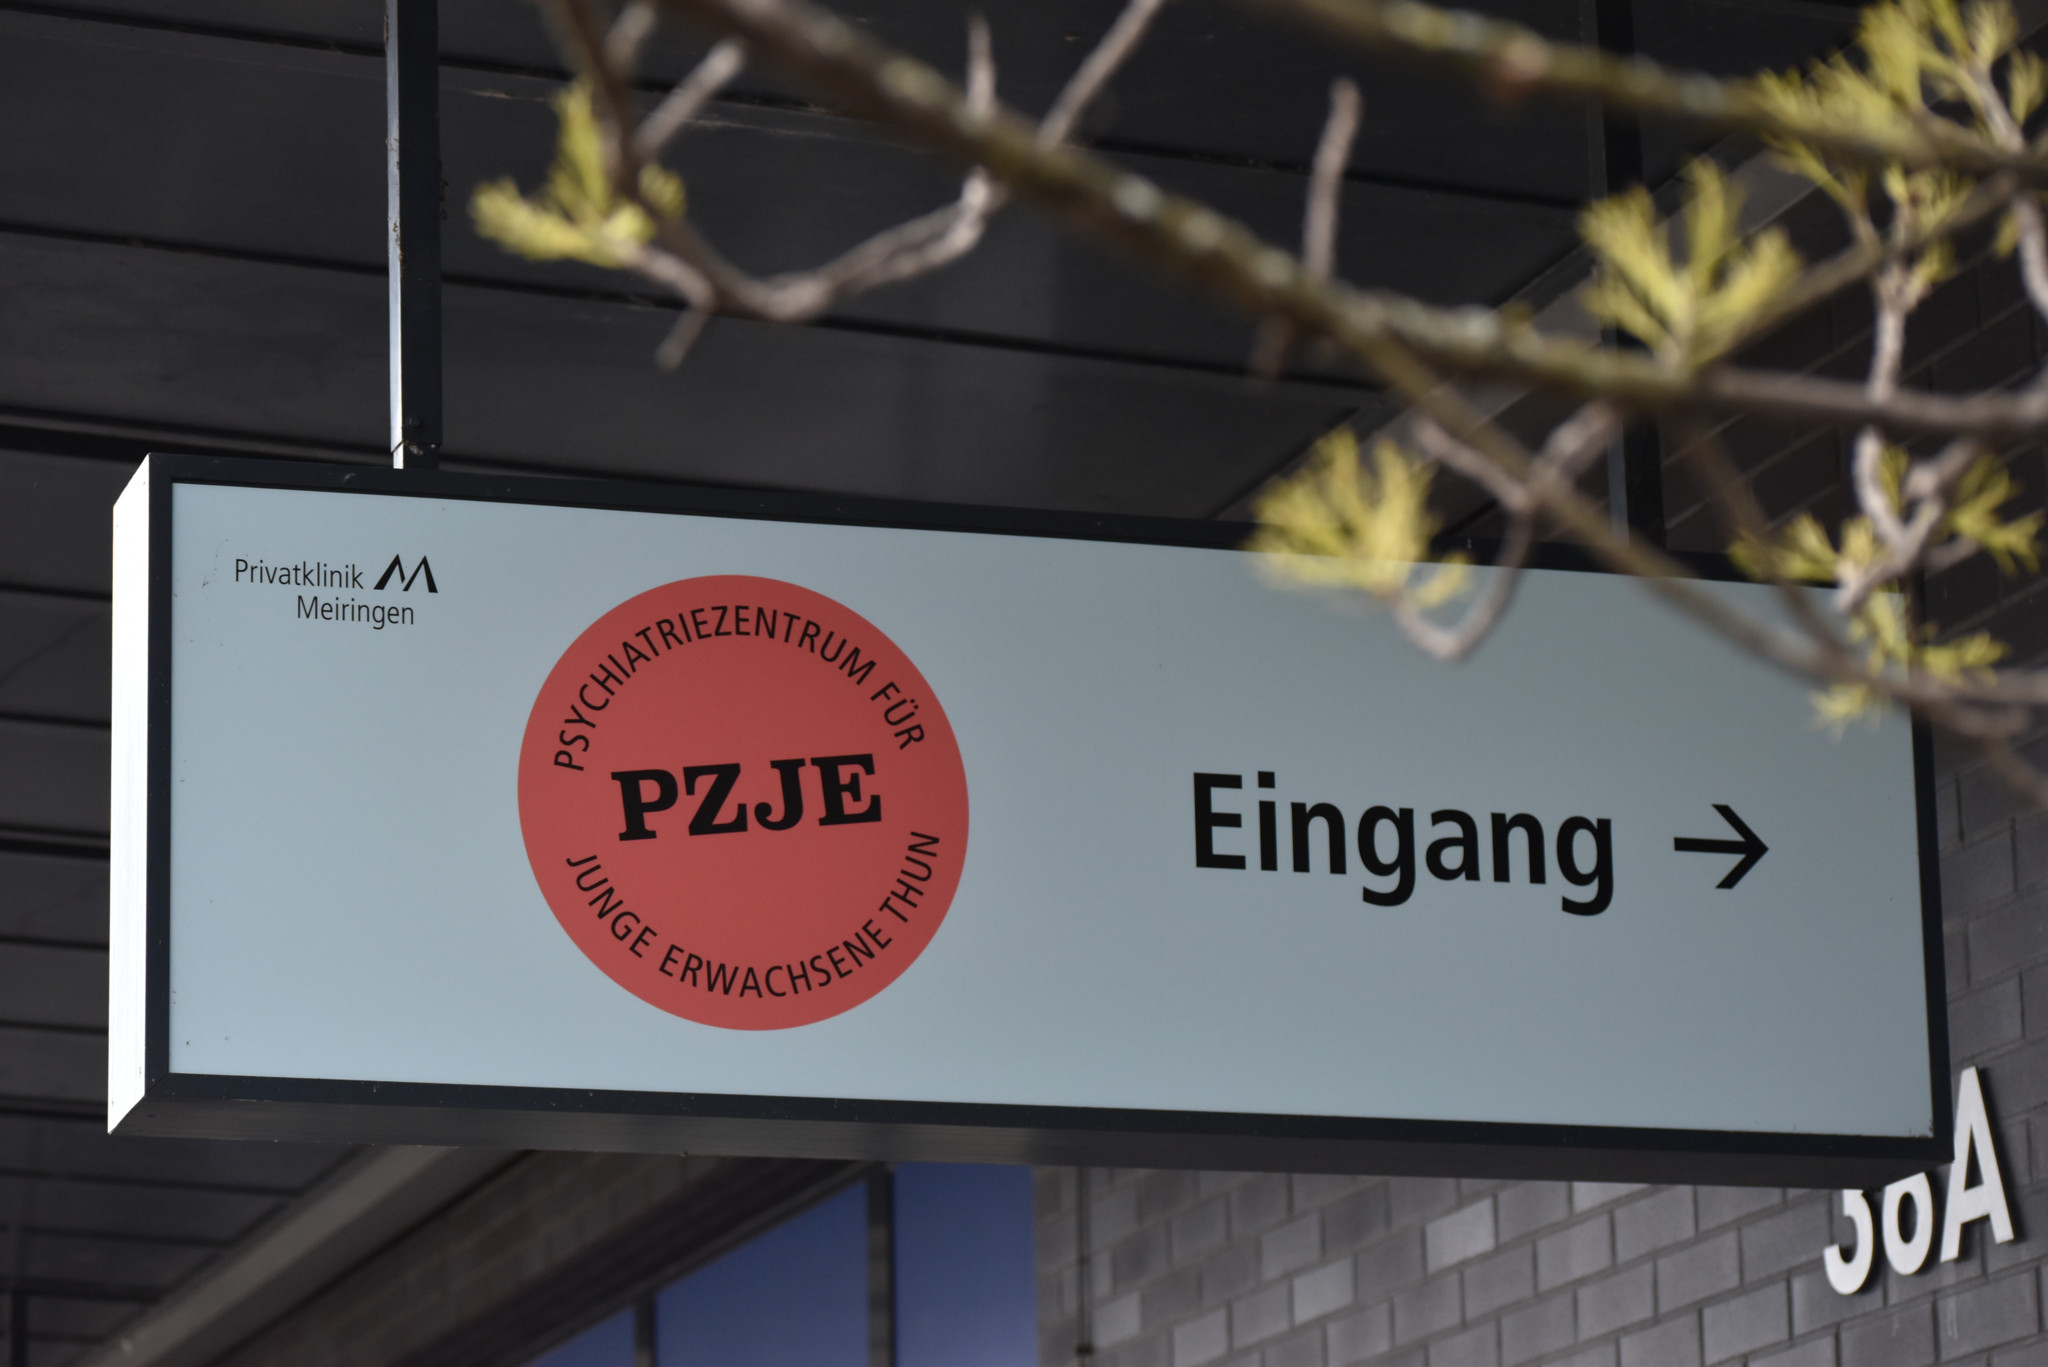 Privatklinik
Meiringen
PSYCHIATRIEZENTRUM FÜR
PZJE
JUNGE ERWACHSENE THUN
Eingang →